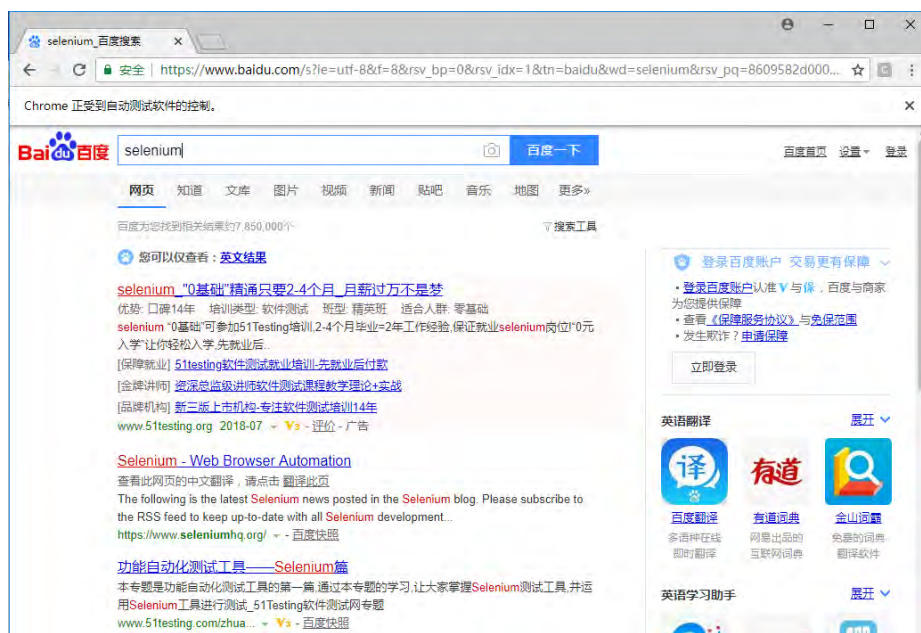 selenium_百度搜索
安全 | https://www.baidu.com/s?ie=utf-8&f=8&rsv_bp=0&rsv_idx=1&tn=baidu&wd=selenium&rsv_pq=8609582d000...
Chrome 正受到自动测试软件的控制。
Bai du 百度 selenium 百度一下 百度首页 设置 登录
网页 知道 文库 图片 视频 新闻 贴吧 音乐 地图 更多»
百度为您找到相关结果约7,850,000个 搜索工具
您可以仅查看：英文结果
selenium_"0基础"精通只要2-4个月_月薪过万不是梦
优势: 口碑14年 培训类型: 软件测试 班型: 精英班 适合人群: 零基础
selenium "0基础"可参加51Testing培训,2-4个月毕业=2年工作经验,保证就业selenium岗位!"0元
入学"让你轻松入学,先就业后..
[保障就业] 51testing软件测试就业培训-先就业后付款
[金牌讲师] 资深总监级讲师软件测试课程教学理论+实战
[品牌机构] 新三版上市机构-专注软件测试培训14年
www.51testing.org 2018-07 V3 - 评价 - 广告
Selenium - Web Browser Automation
查看此网页的中文翻译，请点击 翻译此页
The following is the latest Selenium news posted in the Selenium blog. Please subscribe to
the RSS feed to keep up-to-date with all Selenium development...
https://www.seleniumhq.org/ - 百度快照
功能自动化测试工具——Selenium篇
本专题是功能自动化测试工具的第一篇,通过本专题的学习,让大家掌握Selenium测试工具,并运
用Selenium工具进行测试_51Testing软件测试网专题
www.51testing.com/zhua... V3 - 百度快照
登录百度账户 交易更有保障
·登录百度账户认准V与保，百度与商家
为您提供保障
·查看《保障服务协议》与免保范围
·发生欺诈？申请保障
立即登录
英语翻译 展开
译 有道
百度翻译 有道词典 金山词霸
多语种在线 网易出品的 免费的词典
即时翻译 互联网词典 翻译软件
英语学习助手 展开